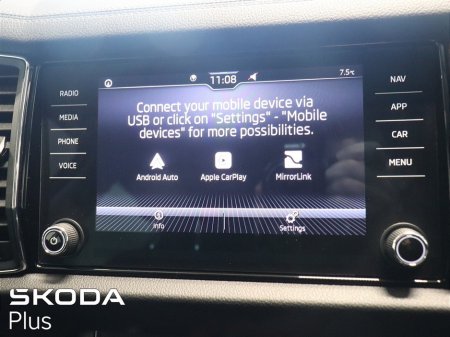 11:08
7.5°C
RADIO
MEDIA
PHONE
VOICE
Connect your mobile device via
USB or click on "Settings" - "Mobile
devices" for more possibilities.
Android Auto
Apple CarPlay
MirrorLink
Info
Settings
NAV
APP
CAR
MENU
ŠKODA
Plus